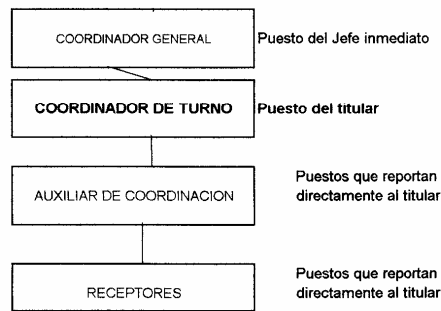 COORDINADOR GENERAL
Puesto del Jefe inmediato
COORDINADOR DE TURNO
Puesto del titular
AUXILIAR DE COORDINACION
Puestos que reportan
directamente al titular
RECEPTORES
Puestos que reportan
directamente al titular